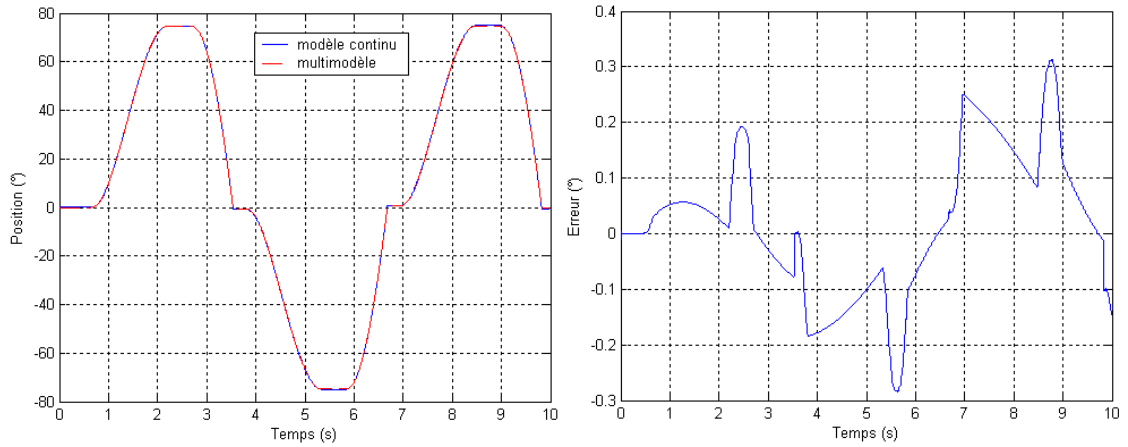 80
60
40
20
0
-20
-40
-60
-80
Position (°)
modèle continu
multimodèle
0 1 2 3 4 5 6 7 8 9 10
Temps (s)
0.4
0.3
0.2
0.1
0
-0.1
-0.2
-0.3
Erreur (°)
0 1 2 3 4 5 6 7 8 9 10
Temps (s)